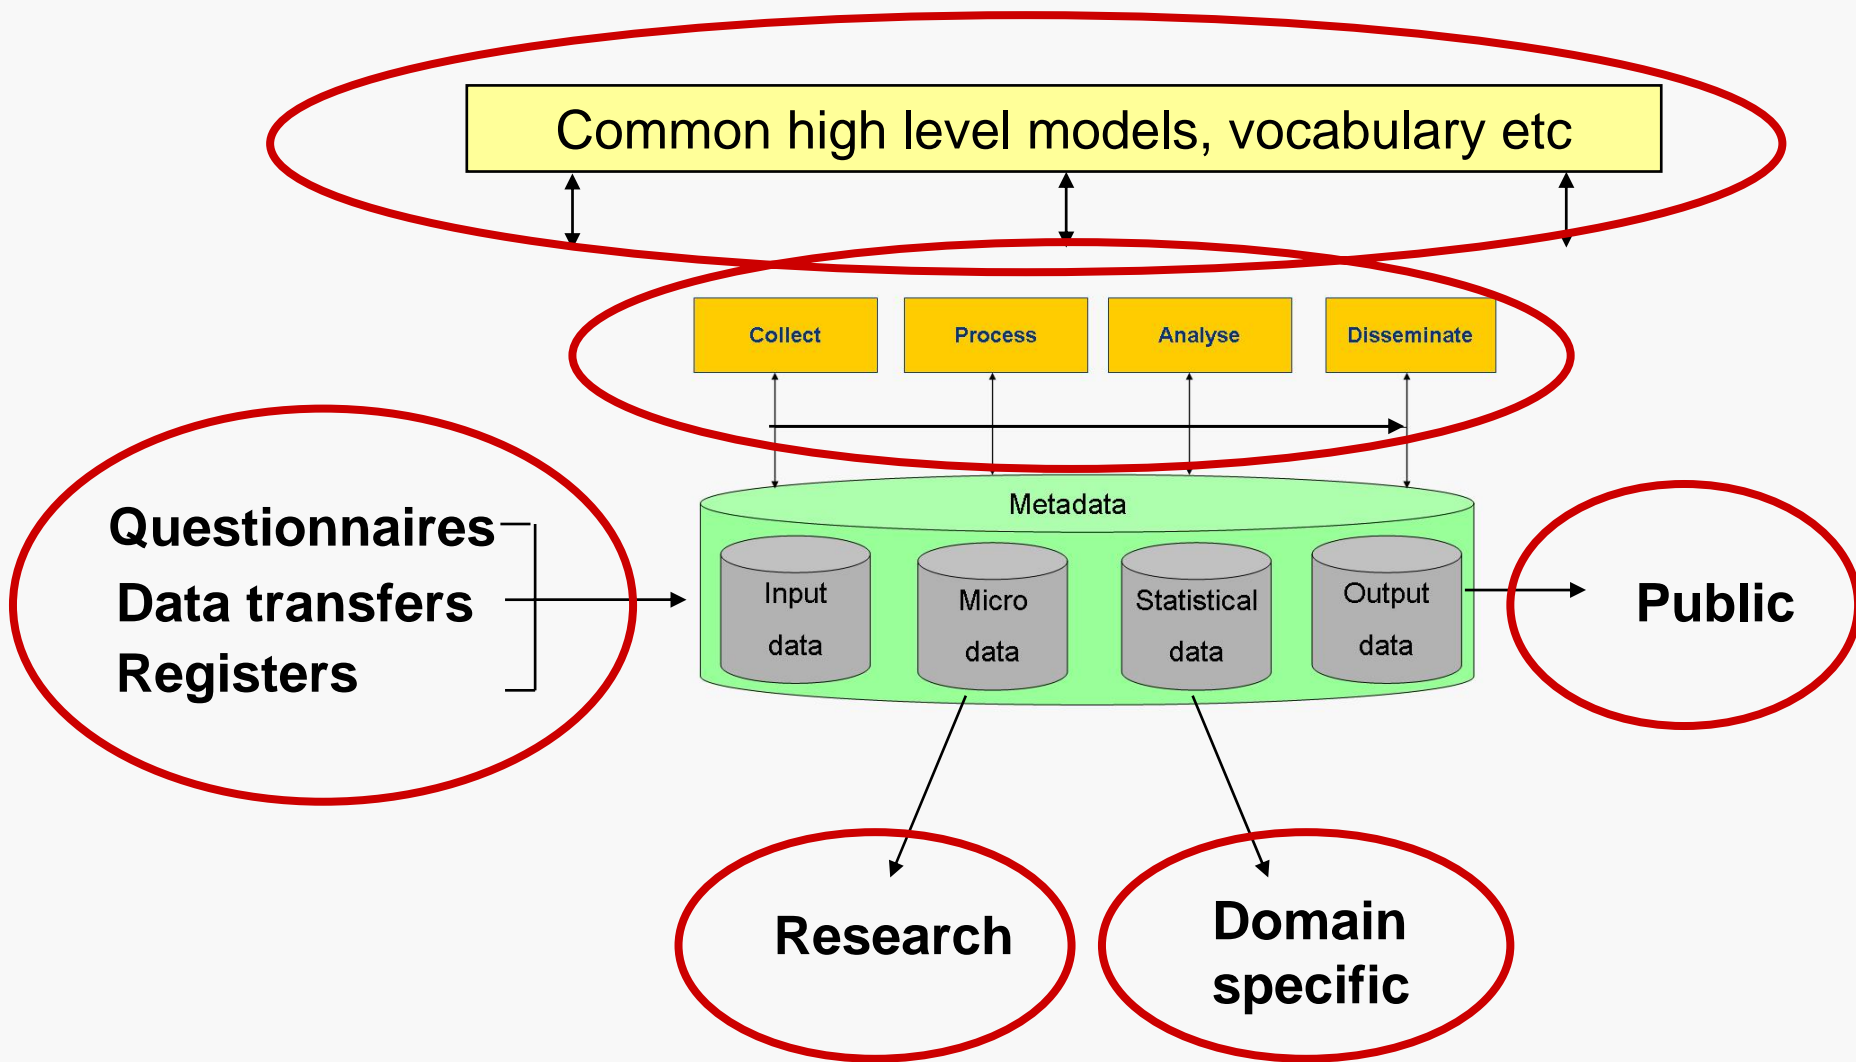 Common high level models, vocabulary etc
Collect
Process
Analyse
Disseminate
Metadata
Questionnaires
Data transfers
Registers
Input
data
Micro
data
Statistical
data
Output
data
Public
Research
Domain
specific